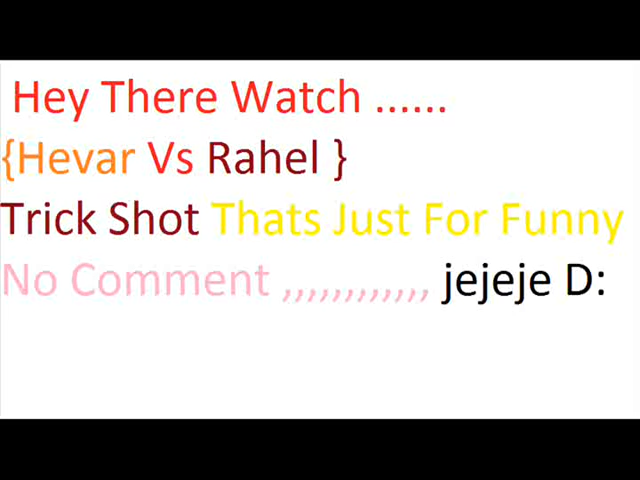 Hey There Watch ......
{Hevar Vs Rahel }
Trick Shot Thats Just For Funny
No Comment ,,,,,,,,,,,, jejeje D: